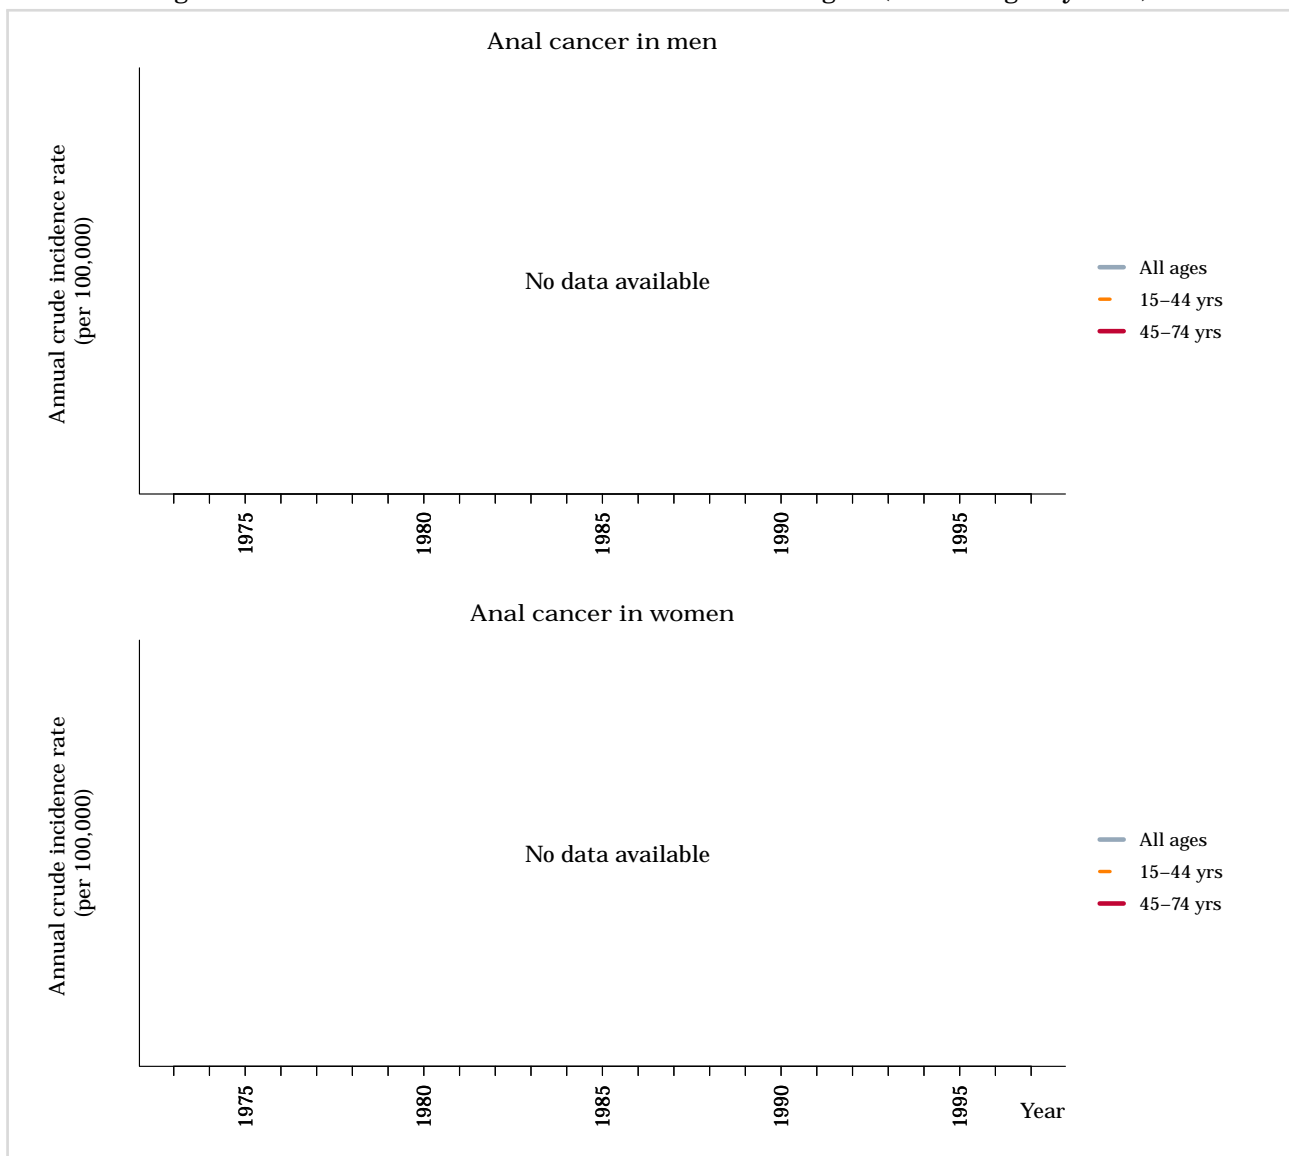 Anal cancer in men
Annual crude incidence rate
(per 100,000)
No data available
All ages
15–44 yrs
45–74 yrs
1975
1980
1985
1990
1995
Anal cancer in women
Annual crude incidence rate
(per 100,000)
No data available
All ages
15–44 yrs
45–74 yrs
1975
1980
1985
1990
1995
Year